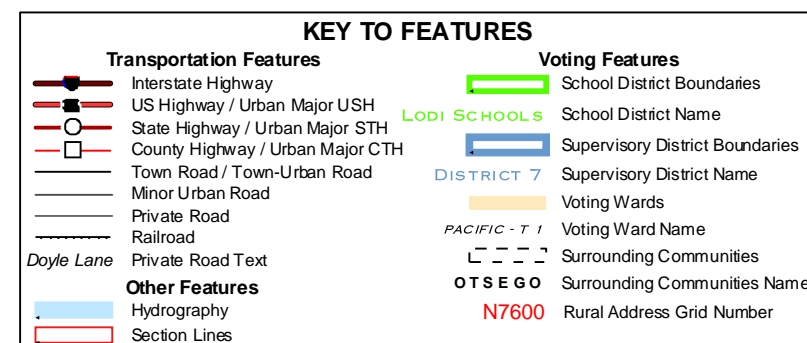 KEY TO FEATURES
Transportation Features
Interstate Highway
US Highway / Urban Major USH
State Highway / Urban Major STH
County Highway / Urban Major CTH
Town Road / Town-Urban Road
Minor Urban Road
Private Road
Railroad
Doyle Lane Private Road Text
Other Features
Hydrography
Section Lines
Voting Features
School District Boundaries
LODI SCHOOLS School District Name
Supervisory District Boundaries
DISTRICT 7 Supervisory District Name
Voting Wards
PACIFIC - T 1 Voting Ward Name
Surrounding Communities
OTSEGO Surrounding Communities Name
N7600 Rural Address Grid Number